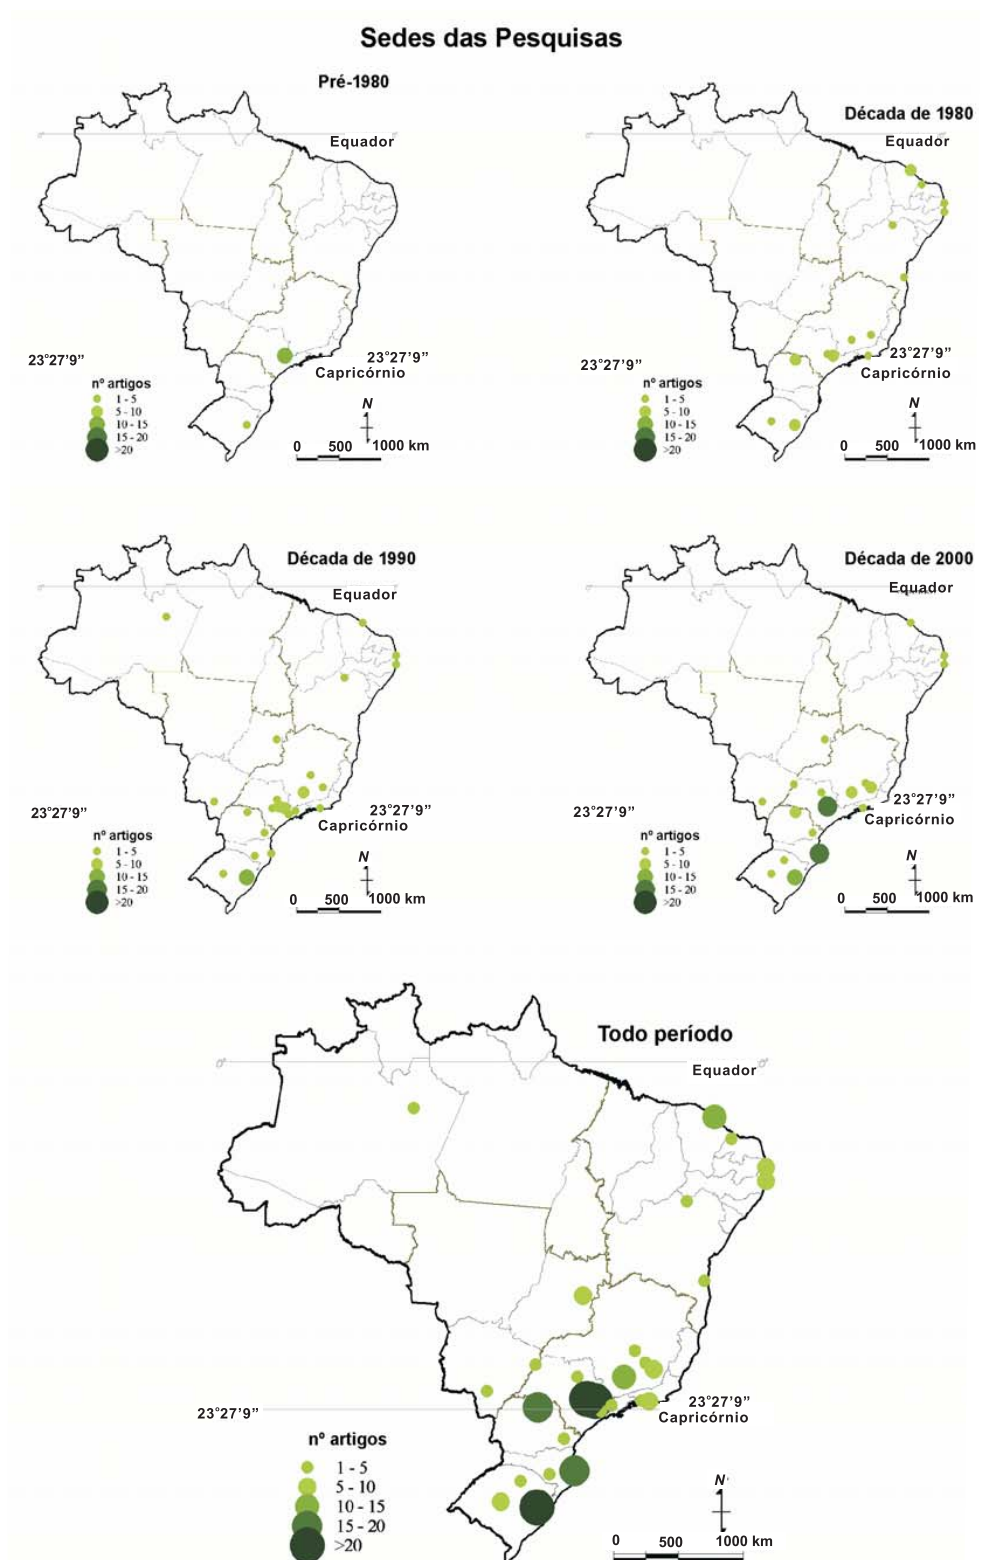 Sedes das Pesquisas
Pré-1980
Equador
23°27'9"
23°27'9"
Capricórnio
nº artigos
1 - 5
5 - 10
10 - 15
15 - 20
>20
N
0 500 1000 km
Década de 1980
Equador
23°27'9"
23°27'9"
Capricórnio
nº artigos
1 - 5
5 - 10
10 - 15
15 - 20
>20
N
0 500 1000 km
Década de 1990
Equador
23°27'9"
23°27'9"
Capricórnio
nº artigos
1 - 5
5 - 10
10 - 15
15 - 20
>20
N
0 500 1000 km
Década de 2000
Equador
23°27'9"
23°27'9"
Capricórnio
nº artigos
1 - 5
5 - 10
10 - 15
15 - 20
>20
N
0 500 1000 km
Todo período
0° 0°
Equador
23°27'9"
23°27'9"
Capricórnio
nº artigos
1 - 5
5 - 10
10 - 15
15 - 20
>20
N
0 500 1000 km